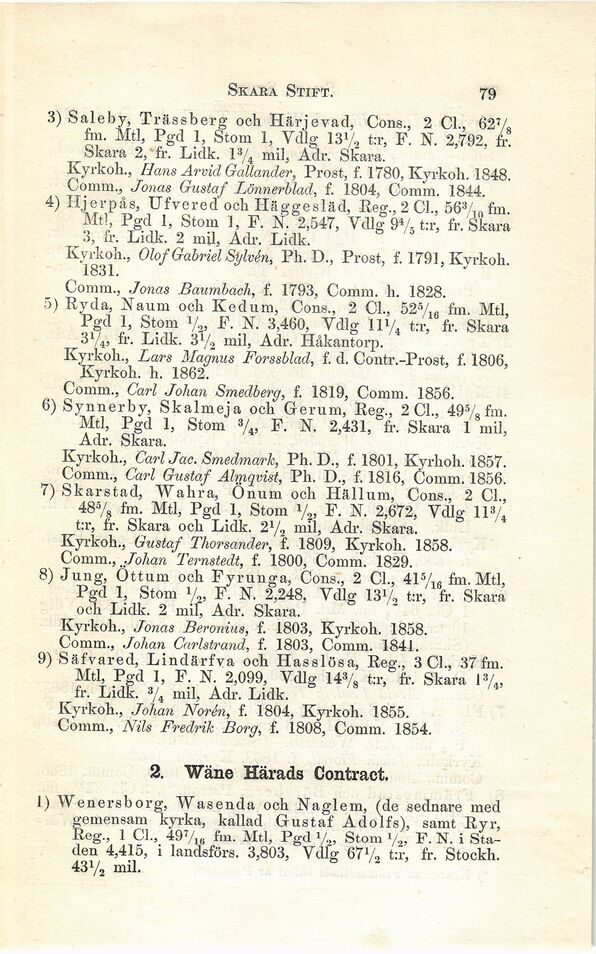 SKARA STIFT. 79
3) Saleby, Trässberg och Härjevad, Cons., 2 Cl., 62⁷/₈
fm. Mtl, Pgd 1, Stom 1, Vdlg 13¹/₂ t:r, F. N. 2,792, fr.
Skara 2, fr. Lidk. 1³/₄ mil, Adr. Skara.
Kyrkoh., Hans Arvid Gallander, Prost, f. 1780, Kyrkoh. 1848.
Comm., Jonas Gustaf Lönnerblad, f. 1804, Comm. 1844.
4) Hjerpås, Ufvered och Häggesläd, Reg., 2 Cl., 56³/₁₆ fm.
Mtl, Pgd 1, Stom 1, F. N. 2,547, Vdlg 9⁴/₅ t:r, fr. Skara
3, fr. Lidk. 2 mil, Adr. Lidk.
Kyrkoh., Olof Gabriel Sylvén, Ph. D., Prost, f. 1791, Kyrkoh.
1831.
Comm., Jonas Baumbach, f. 1793, Comm. h. 1828.
5) Ryda, Naum och Kedum, Cons., 2 Cl., 52⁵/₁₆ fm. Mtl,
Pgd 1, Stom ¹/₂, F. N. 3,460, Vdlg 11¹/₄ t:r, fr. Skara
3¹/₄, fr. Lidk. 3¹/₂ mil, Adr. Håkantorp.
Kyrkoh., Lars Magnus Forssblad, f. d. Contr.-Prost, f. 1806,
Kyrkoh. h. 1862.
Comm., Carl Johan Smedberg, f. 1819, Comm. 1856.
6) Synnerby, Skalmeja och Gerum, Reg., 2 Cl., 49⁵/₈ fm.
Mtl, Pgd 1, Stom ³/₄, F. N. 2,431, fr. Skara 1 mil,
Adr. Skara.
Kyrkoh., Carl Jac. Smedmark, Ph. D., f. 1801, Kyrhoh. 1857.
Comm., Carl Gustaf Almqvist, Ph. D., f. 1816, Comm. 1856.
7) Skarstad, Wahra, Önum och Hällum, Cons., 2 Cl.,
48⁵/₈ fm. Mtl, Pgd 1, Stom ¹/₂, F. N. 2,672, Vdlg 11³/₄
t:r, fr. Skara och Lidk. 2¹/₂ mil, Adr. Skara.
Kyrkoh., Gustaf Thorsander, f. 1809, Kyrkoh. 1858.
Comm., Johan Ternstedt, f. 1800, Comm. 1829.
8) Jung, Öttum och Fyrunga, Cons., 2 Cl., 41⁵/₁₆ fm. Mtl,
Pgd 1, Stom ¹/₂, F. N. 2,248, Vdlg 13¹/₂ t:r, fr. Skara
och Lidk. 2 mil, Adr. Skara.
Kyrkoh., Jonas Beronius, f. 1803, Kyrkoh. 1858.
Comm., Johan Carlstrand, f. 1803, Comm. 1841.
9) Säfvared, Lindärfva och Hasslösa, Reg., 3 Cl., 37 fm.
Mtl, Pgd 1, F. N. 2,099, Vdlg 14³/₈ t:r, fr. Skara 1³/₄,
fr. Lidk. ³/₄ mil, Adr. Lidk.
Kyrkoh., Johan Norén, f. 1804, Kyrkoh. 1855.
Comm., Nils Fredrik Borg, f. 1808, Comm. 1854.
2. Wäne Härads Contract.
1) Wenersborg, Wasenda och Naglem, (de sednare med
gemensam kyrka, kallad Gustaf Adolfs), samt Ryr,
Reg., 1 Cl., 49⁷/₁₆ fm. Mtl, Pgd ¹/₂, Stom ¹/₂, F. N. i Sta-
den 4,415, i landsförs. 3,803, Vdlg 67¹/₂ t:r, fr. Stockh.
43¹/₂ mil.